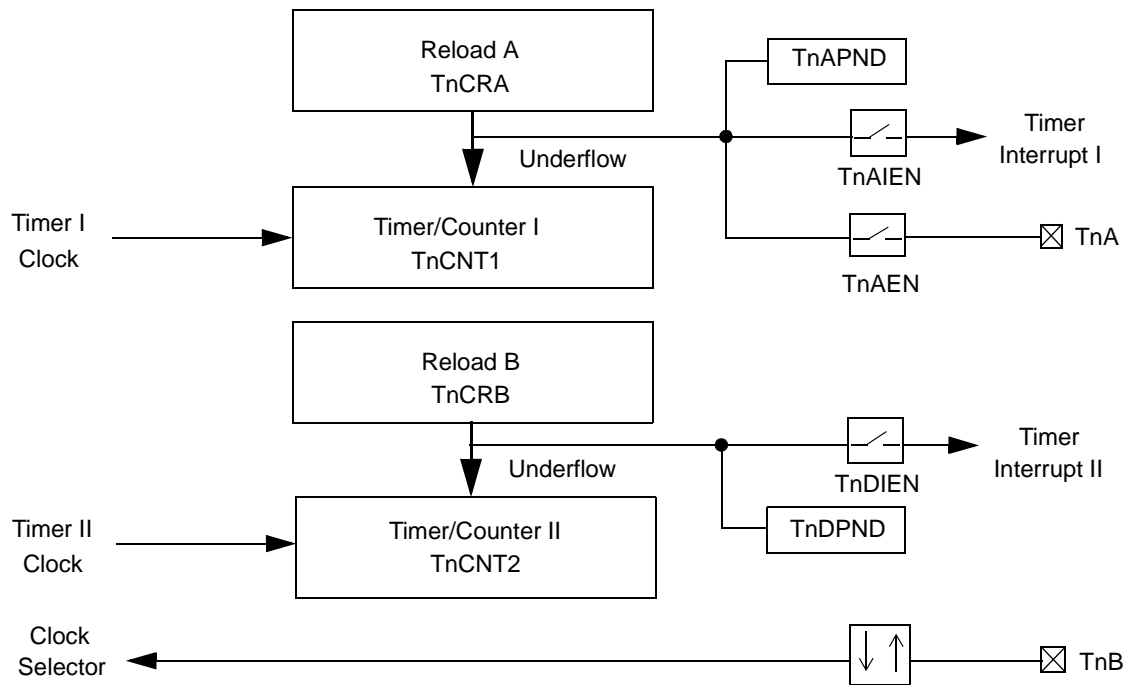 Reload A
TnCRA
TnAPND
Underflow
Timer
Interrupt I
TnAIEN
Timer I
Clock
Timer/Counter I
TnCNT1
TnA
TnAEN
Reload B
TnCRB
Underflow
Timer
Interrupt II
TnDIEN
Timer II
Clock
Timer/Counter II
TnCNT2
TnDPND
Clock
Selector
TnB